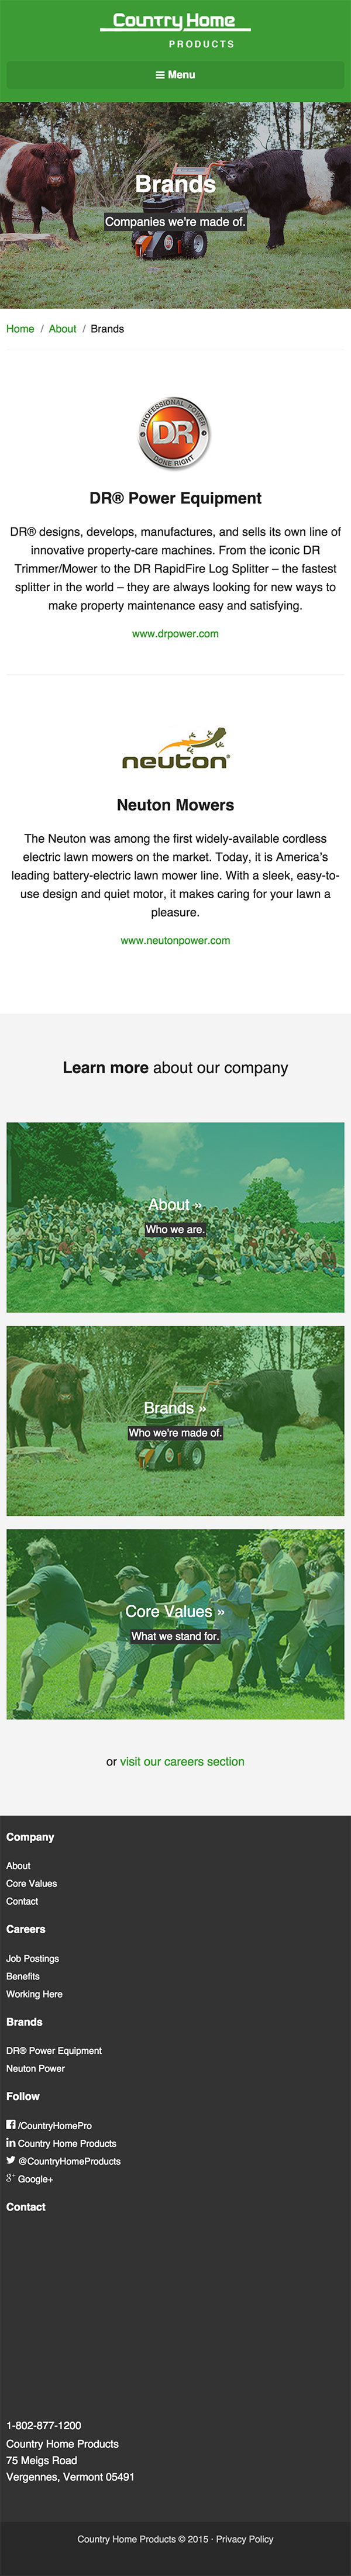 Country Home
PRODUCTS
Menu
Brands
Companies we're made of.
Home / About / Brands
PROFESSIONAL POWER
DR
DONE RIGHT
DR® Power Equipment
DR® designs, develops, manufactures, and sells its own line of
innovative property-care machines. From the iconic DR
Trimmer/Mower to the DR RapidFire Log Splitter – the fastest
splitter in the world – they are always looking for new ways to
make property maintenance easy and satisfying.
www.drpower.com
neuton®
Neuton Mowers
The Neuton was among the first widely-available cordless
electric lawn mowers on the market. Today, it is America's
leading battery-electric lawn mower line. With a sleek, easy-to-
use design and quiet motor, it makes caring for your lawn a
pleasure.
www.neutonpower.com
Learn more about our company
About »
Who we are.
Brands »
Who we're made of.
Core Values »
What we stand for.
or visit our careers section
Company
About
Core Values
Contact
Careers
Job Postings
Benefits
Working Here
Brands
DR® Power Equipment
Neuton Power
Follow
/CountryHomePro
Country Home Products
@CountryHomeProducts
Google+
Contact
1-802-877-1200
Country Home Products
75 Meigs Road
Vergennes, Vermont 05491
Country Home Products © 2015 · Privacy Policy